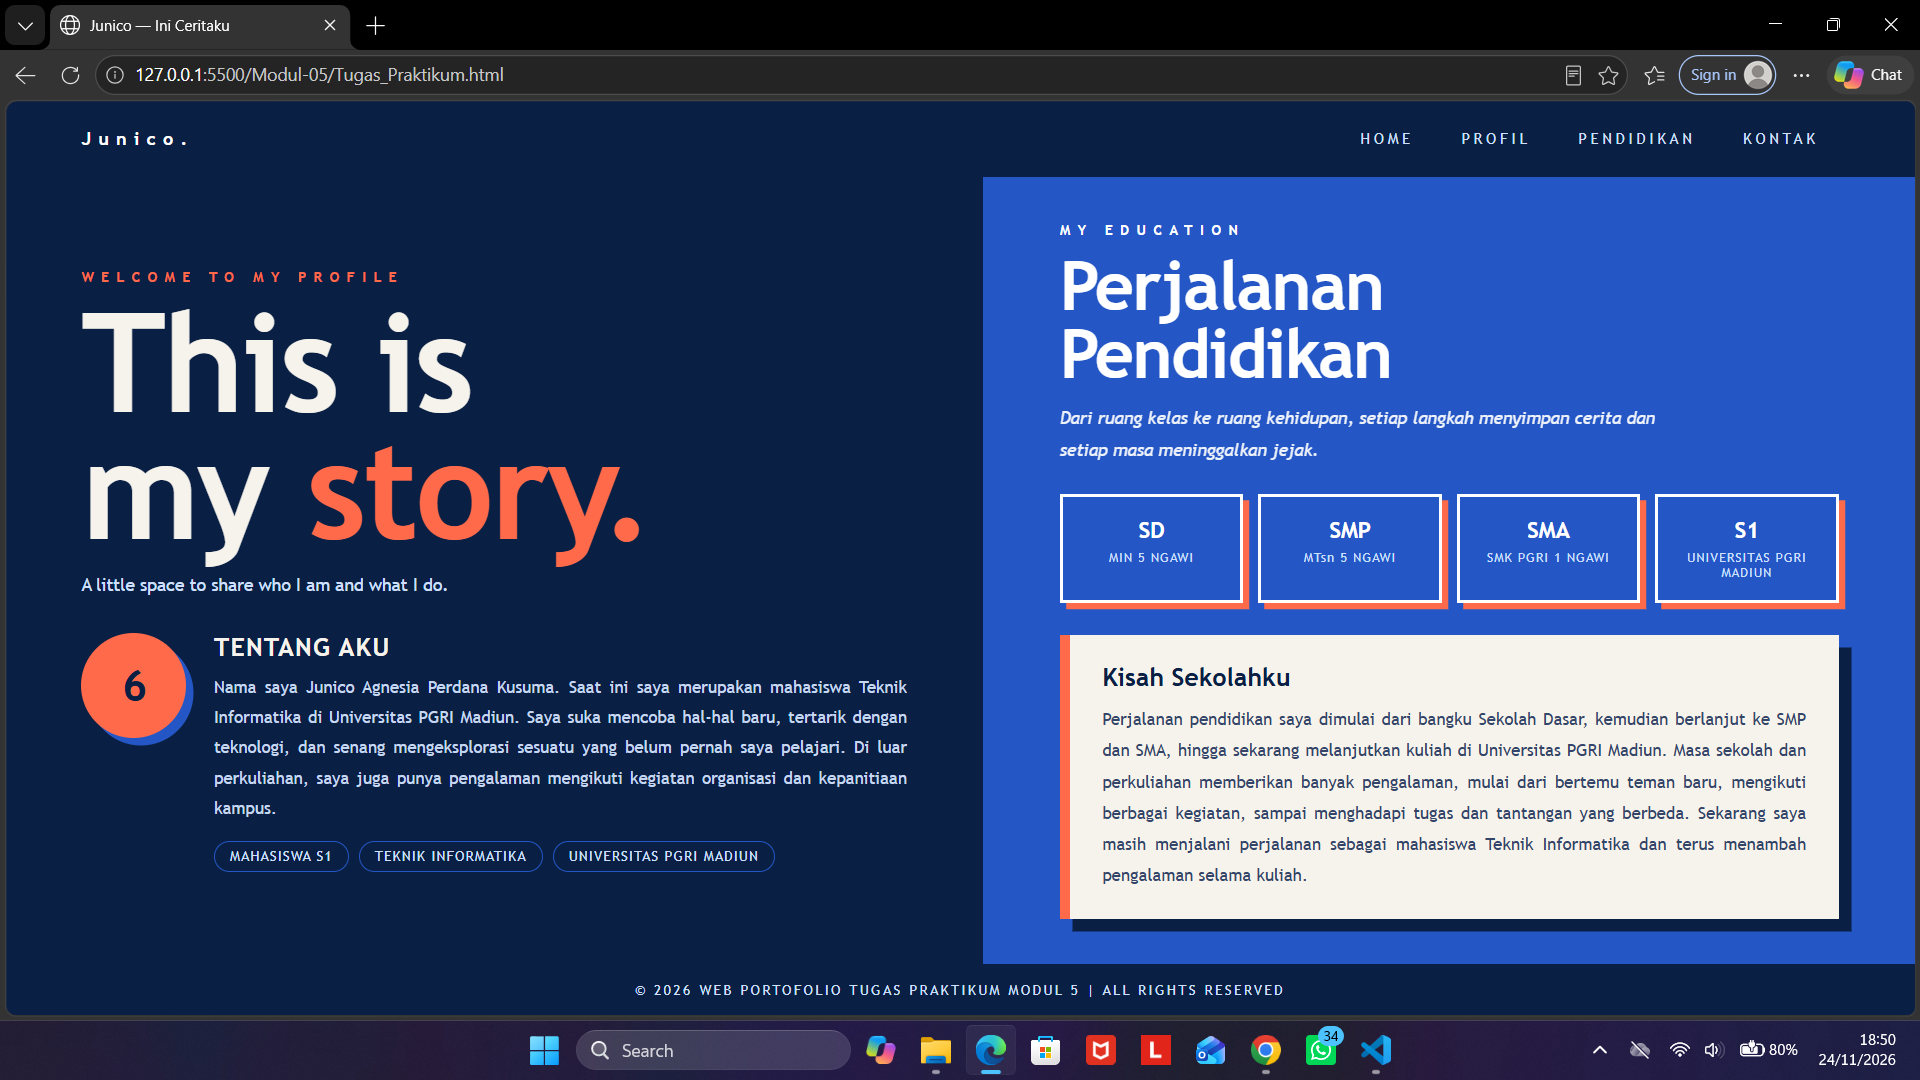 Junico — Ini Ceritaku
127.0.0.1:5500/Modul-05/Tugas_Praktikum.html
Sign in
Chat
Junico.
HOME PROFIL PENDIDIKAN KONTAK
WELCOME TO MY PROFILE
This is
my story.
A little space to share who I am and what I do.
6
TENTANG AKU
Nama saya Junico Agnesia Perdana Kusuma. Saat ini saya merupakan mahasiswa Teknik
Informatika di Universitas PGRI Madiun. Saya suka mencoba hal-hal baru, tertarik dengan
teknologi, dan senang mengeksplorasi sesuatu yang belum pernah saya pelajari. Di luar
perkuliahan, saya juga punya pengalaman mengikuti kegiatan organisasi dan kepanitiaan
kampus.
MAHASISWA S1
TEKNIK INFORMATIKA
UNIVERSITAS PGRI MADIUN
MY EDUCATION
Perjalanan
Pendidikan
Dari ruang kelas ke ruang kehidupan, setiap langkah menyimpan cerita dan
setiap masa meninggalkan jejak.
SD
MIN 5 NGAWI
SMP
MTsn 5 NGAWI
SMA
SMK PGRI 1 NGAWI
S1
UNIVERSITAS PGRI
MADIUN
Kisah Sekolahku
Perjalanan pendidikan saya dimulai dari bangku Sekolah Dasar, kemudian berlanjut ke SMP
dan SMA, hingga sekarang melanjutkan kuliah di Universitas PGRI Madiun. Masa sekolah dan
perkuliahan memberikan banyak pengalaman, mulai dari bertemu teman baru, mengikuti
berbagai kegiatan, sampai menghadapi tugas dan tantangan yang berbeda. Sekarang saya
masih menjalani perjalanan sebagai mahasiswa Teknik Informatika dan terus menambah
pengalaman selama kuliah.
© 2026 WEB PORTOFOLIO TUGAS PRAKTIKUM MODUL 5 | ALL RIGHTS RESERVED
Search
L
34
80%
18:50
24/11/2026